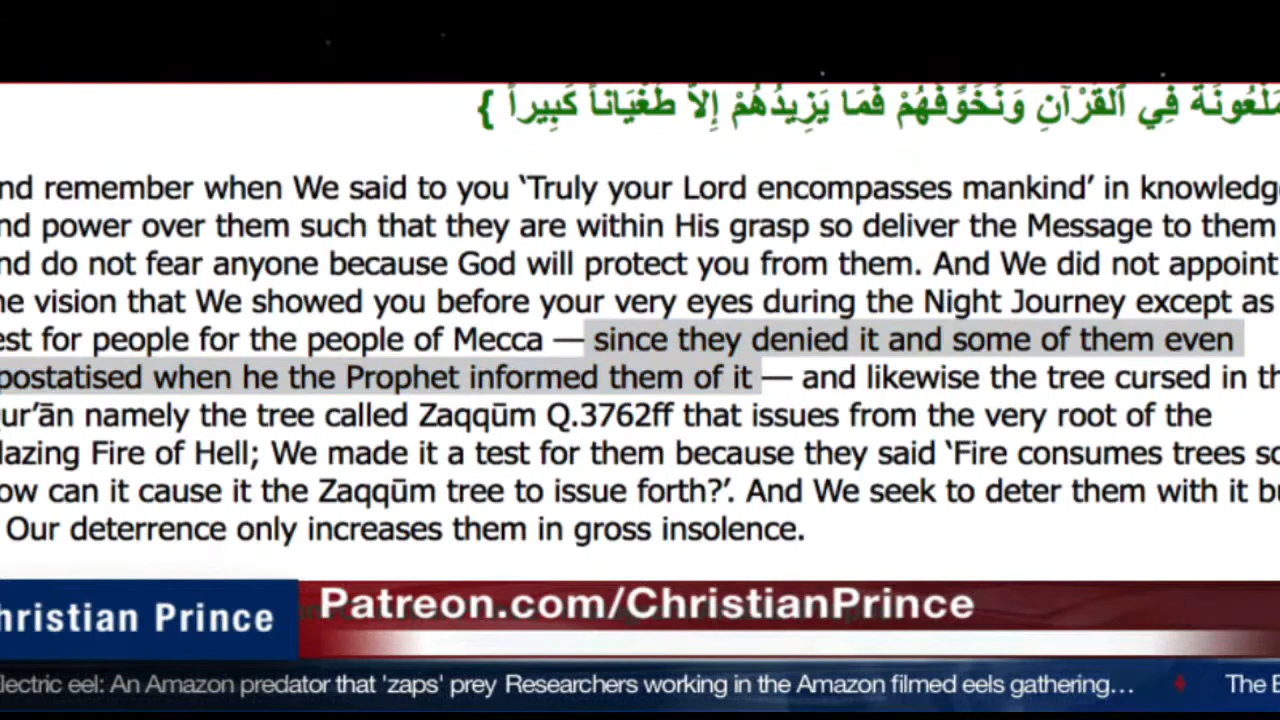 فِي ٱلقُرْآنِ وَنُخَوِّفُهُمْ فَمَا يَزِيدُهُمْ إِلاَّ طُغْيَاناً كَبِيراً }
nd remember when We said to you ‘Truly your Lord encompasses mankind’ in knowledge
nd power over them such that they are within His grasp so deliver the Message to them
nd do not fear anyone because God will protect you from them. And We did not appoint
he vision that We showed you before your very eyes during the Night Journey except as
est for people for the people of Mecca — since they denied it and some of them even
postatised when he the Prophet informed them of it — and likewise the tree cursed in th
ur’ān namely the tree called Zaqqūm Q.3762ff that issues from the very root of the
lazing Fire of Hell; We made it a test for them because they said ‘Fire consumes trees so
ow can it cause it the Zaqqūm tree to issue forth?’. And We seek to deter them with it bu
Our deterrence only increases them in gross insolence.
hristian Prince
Patreon.com/ChristianPrince
lectric eel: An Amazon predator that 'zaps' prey Researchers working in the Amazon filmed eels gathering… The E